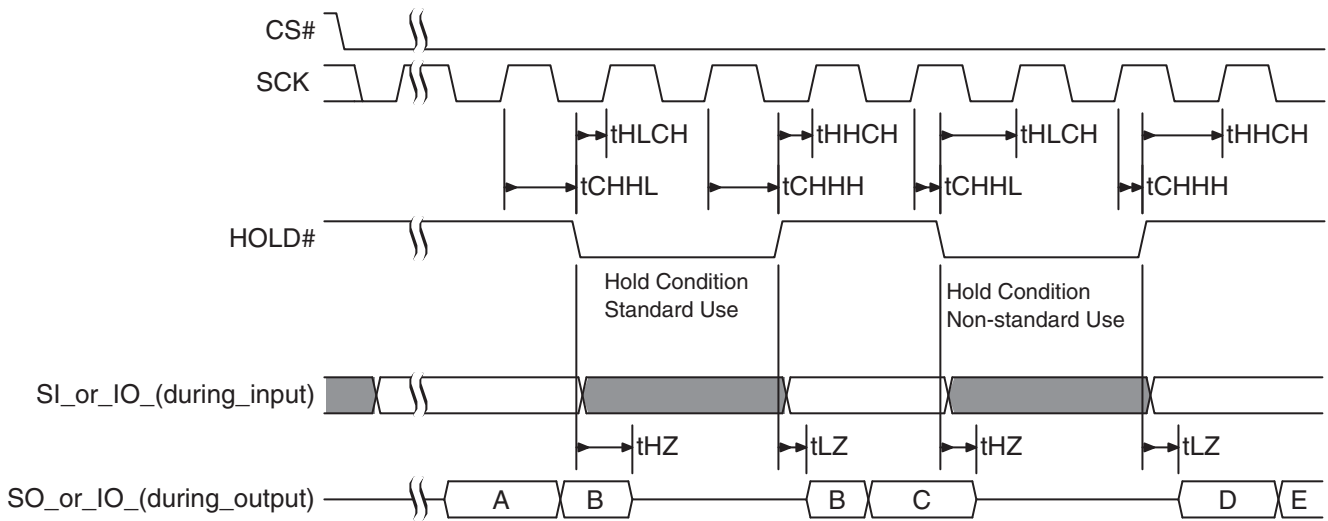 CS#
SCK
tHLCH
tHHCH
tHLCH
tHHCH
tCHHL
tCHHH
tCHHL
tCHHH
HOLD#
Hold Condition
Standard Use
Hold Condition
Non-standard Use
SI_or_IO_(during_input)
tHZ
tLZ
tHZ
tLZ
SO_or_IO_(during_output)
A
B
B
C
D
E